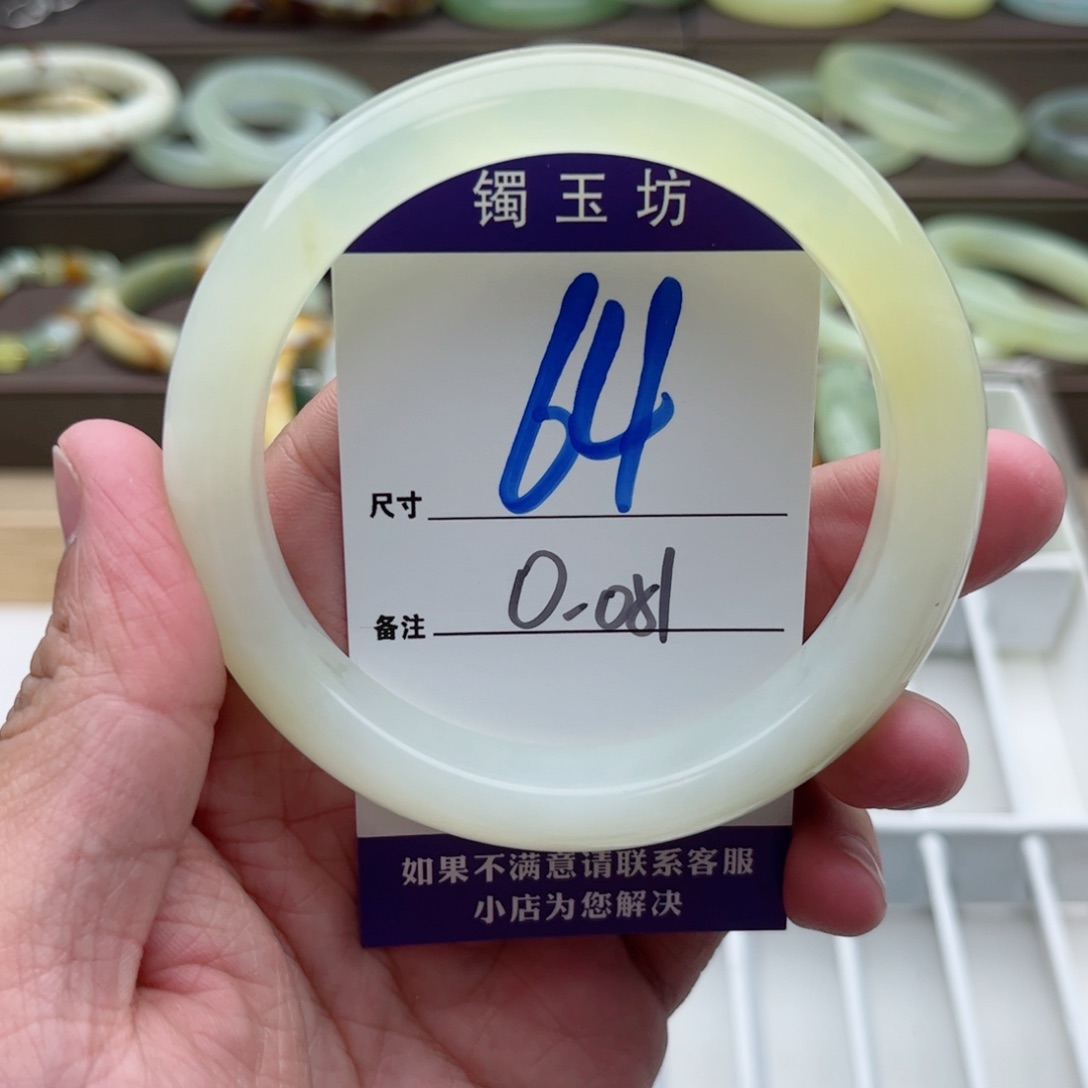 镯玉坊
64
尺寸
0-081
备注
如果不满意请联系客服
小店为您解决